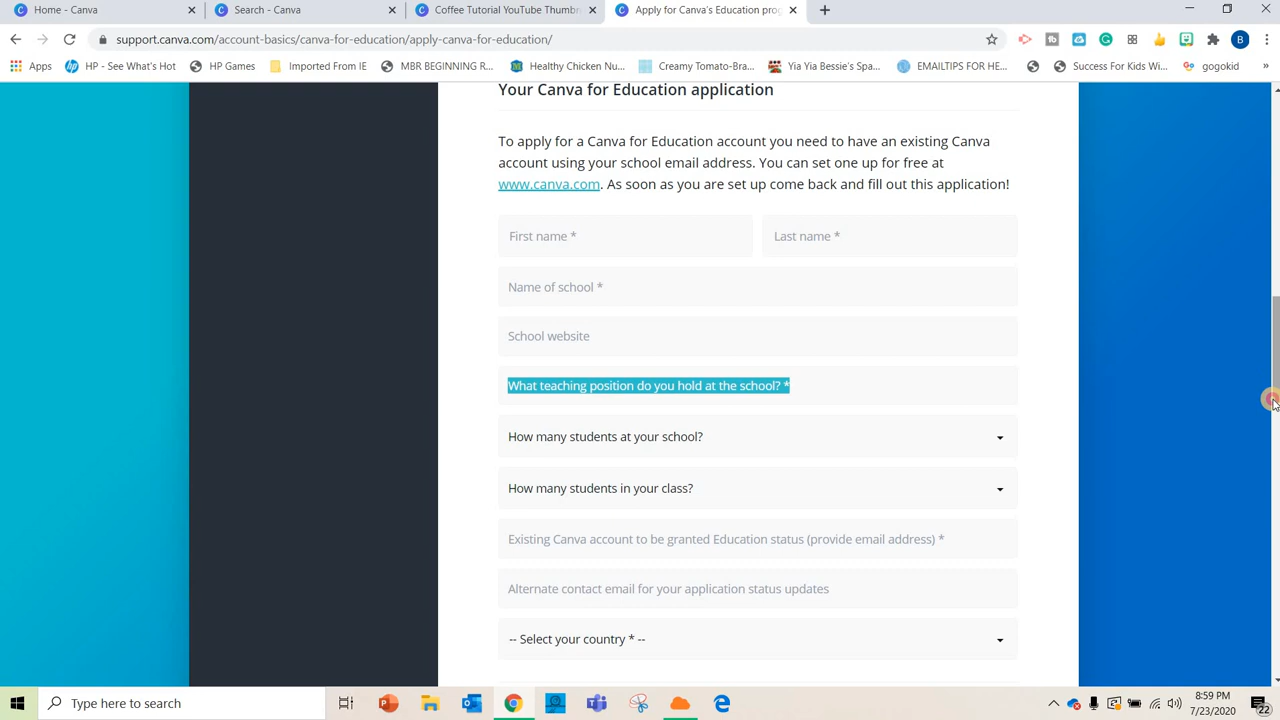 Home - Canva
Search - Canva
Coffee Tutorial YouTube Thumbn
Apply for Canva's Education prog
support.canva.com/account-basics/canva-for-education/apply-canva-for-education/
Apps
HP - See What's Hot
HP Games
Imported From IE
MBR BEGINNING R...
Healthy Chicken Nu...
Creamy Tomato-Bra...
Yia Yia Bessie's Spa...
EMAILTIPS FOR HE...
Success For Kids Wi...
gogokid
»
Your Canva for Education application
To apply for a Canva for Education account you need to have an existing Canva
account using your school email address. You can set one up for free at
www.canva.com. As soon as you are set up come back and fill out this application!
First name *
Last name *
Name of school *
School website
What teaching position do you hold at the school? *
How many students at your school?
How many students in your class?
Existing Canva account to be granted Education status (provide email address) *
Alternate contact email for your application status updates
-- Select your country * --
Type here to search
8:59 PM
7/23/2020
22